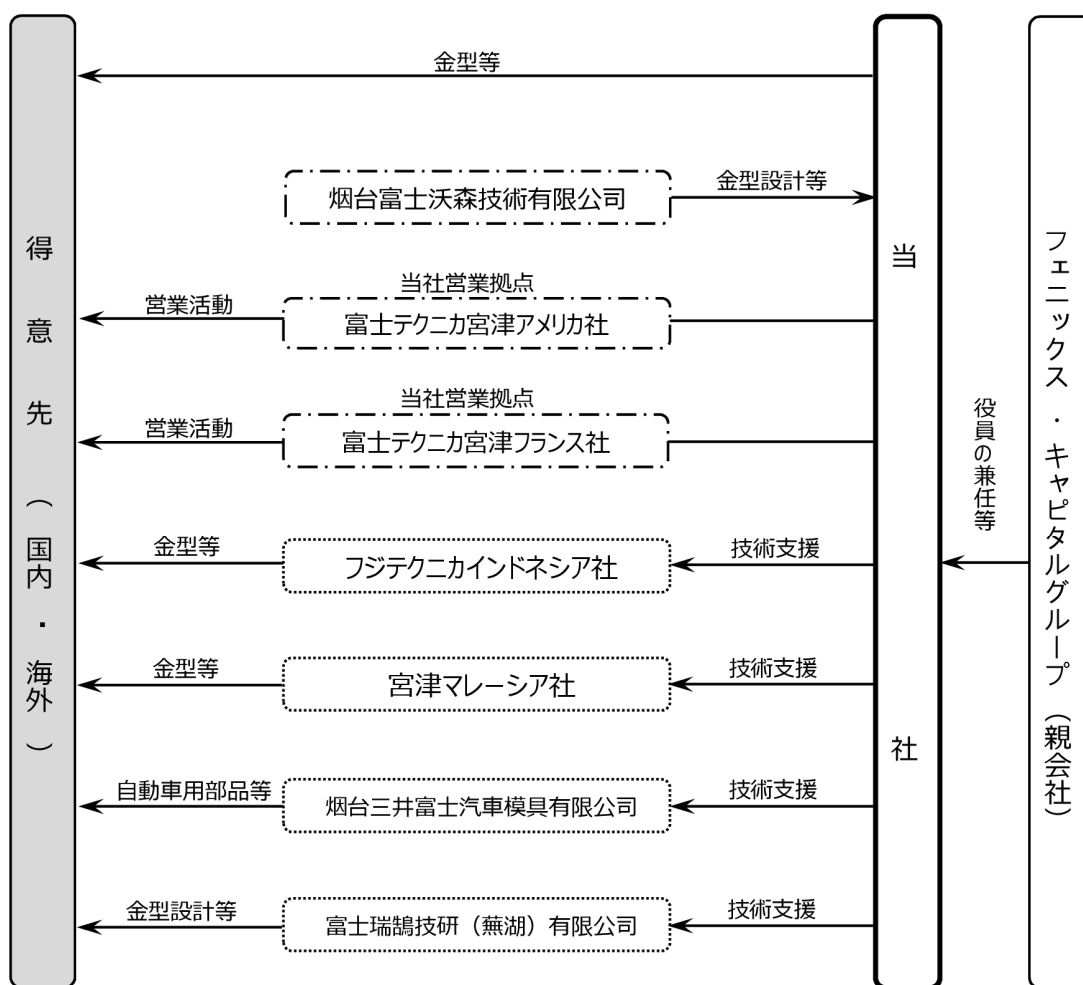 金型等
烟台富士沃森技術有限公司
金型設計等
当社営業拠点
営業活動
富士テクニカ宮津アメリカ社
当社営業拠点
営業活動
富士テクニカ宮津フランス社
金型等
フジテクニカインドネシア社
技術支援
金型等
宮津マレーシア社
技術支援
自動車用部品等
烟台三井富士汽車模具有限公司
技術支援
金型設計等
富士瑞鵠技研（蕪湖）有限公司
技術支援
得意先（国内・海外）
当社
役員の兼任等
フェニックス・キャピタルグループ（親会社）